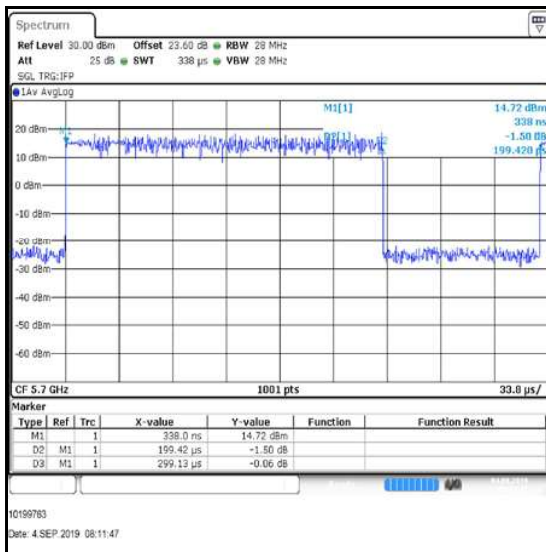 Spectrum
Ref Level 30.00 dBm Offset 23.60 dB RBW 28 MHz
Att 25 dB SWT 338 µs VBW 28 MHz
SGL TRG:IFP
1Av AvgLog
M1[1] 14.72 dBm
338 ns
D2[1] -1.50 dB
199.420 µs
20 dBm
M1
10 dBm
0 dBm
-10 dBm
-20 dBm
-30 dBm
-40 dBm
-50 dBm
-60 dBm
CF 5.7 GHz 1001 pts 33.8 µs/
Marker
Type Ref Trc X-value Y-value Function Function Result
M1 1 338.0 ns 14.72 dBm
D2 M1 1 199.42 µs -1.50 dB
D3 M1 1 299.13 µs -0.06 dB
10199763
Date: 4.SEP.2019 08:11:47